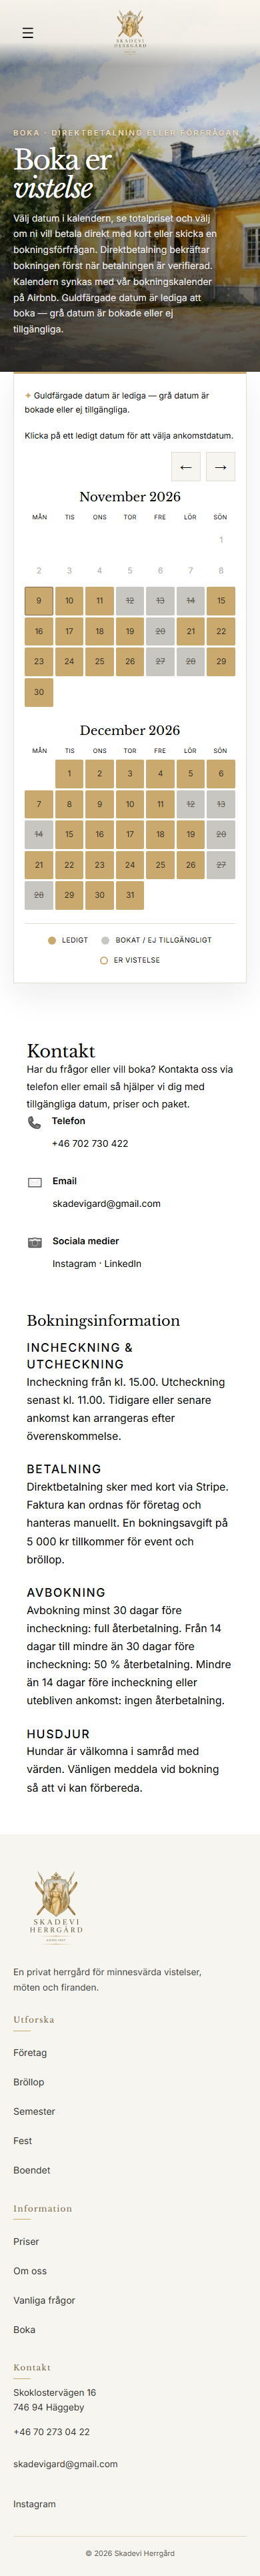 SKADEVI
HERRGÅRD
BOKA · DIREKTBETALNING ELLER FÖRFRÅGAN
Boka er
vistelse
Välj datum i kalendern, se totalpriset och välj
om ni vill betala direkt med kort eller skicka en
bokningsförfrågan. Direktbetalning bekräftar
bokningen först när betalningen är verifierad.
Kalendern synkas med vår bokningskalender
på Airbnb. Guldfärgade datum är lediga att
boka — grå datum är bokade eller ej
tillgängliga.
✦ Guldfärgade datum är lediga — grå datum är
bokade eller ej tillgängliga.
Klicka på ett ledigt datum för att välja ankomstdatum.
← →
November 2026
MÅN TIS ONS TOR FRE LÖR SÖN
1
2 3 4 5 6 7 8
9 10 11 12 13 14 15
16 17 18 19 20 21 22
23 24 25 26 27 28 29
30
December 2026
MÅN TIS ONS TOR FRE LÖR SÖN
1 2 3 4 5 6
7 8 9 10 11 12 13
14 15 16 17 18 19 20
21 22 23 24 25 26 27
28 29 30 31
LEDIGT BOKAT / EJ TILLGÄNGLIGT
ER VISTELSE
Kontakt
Har du frågor eller vill boka? Kontakta oss via
telefon eller email så hjälper vi dig med
tillgängliga datum, priser och paket.
Telefon
+46 702 730 422
Email
skadevigard@gmail.com
Sociala medier
Instagram · LinkedIn
Bokningsinformation
INCHECKNING &
UTCHECKNING
Incheckning från kl. 15.00. Utcheckning
senast kl. 11.00. Tidigare eller senare
ankomst kan arrangeras efter
överenskommelse.
BETALNING
Direktbetalning sker med kort via Stripe.
Faktura kan ordnas för företag och
hanteras manuellt. En bokningsavgift på
5 000 kr tillkommer för event och
bröllop.
AVBOKNING
Avbokning minst 30 dagar före
incheckning: full återbetalning. Från 14
dagar till mindre än 30 dagar före
incheckning: 50 % återbetalning. Mindre
än 14 dagar före incheckning eller
utebliven ankomst: ingen återbetalning.
HUSDJUR
Hundar är välkomna i samråd med
värden. Vänligen meddela vid bokning
så att vi kan förbereda.
SKADEVI
HERRGÅRD
En privat herrgård för minnesvärda vistelser,
möten och firanden.
Utforska
Företag
Bröllop
Semester
Fest
Boendet
Information
Priser
Om oss
Vanliga frågor
Boka
Kontakt
Skoklostervägen 16
746 94 Häggeby
+46 70 273 04 22
skadevigard@gmail.com
Instagram
© 2026 Skadevi Herrgård